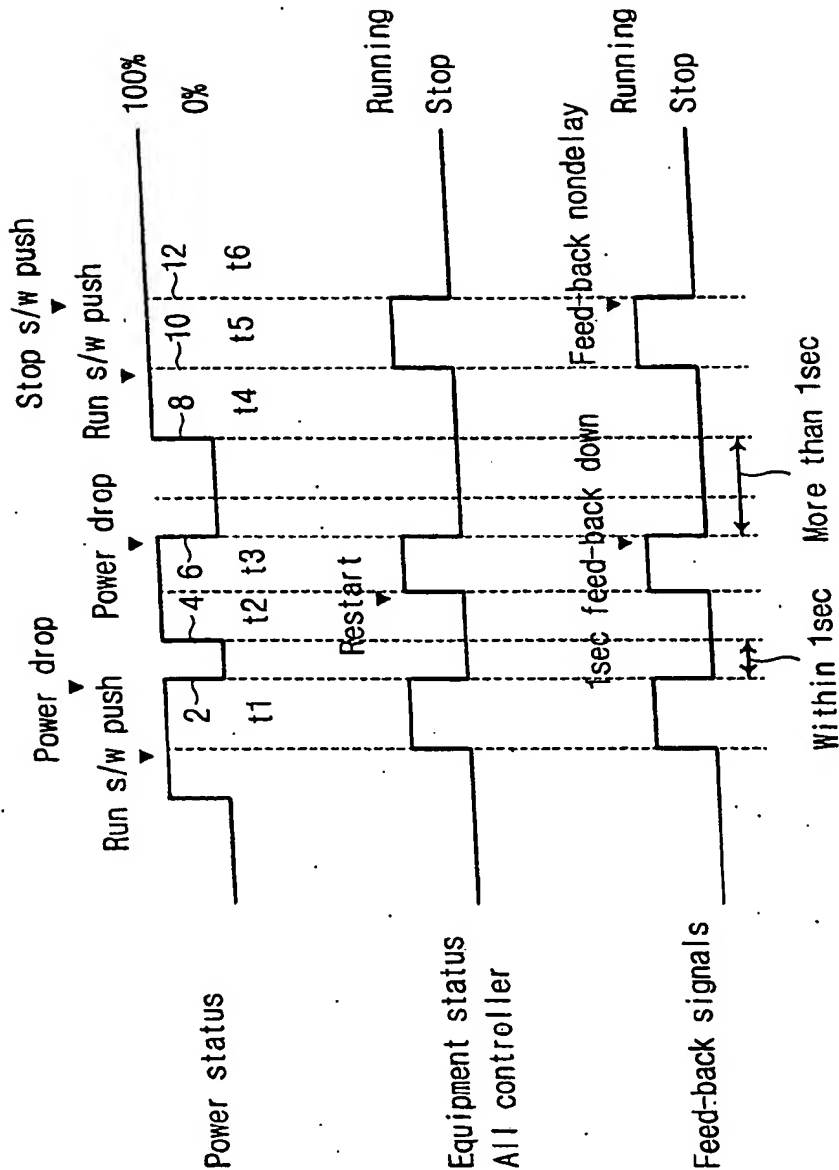 Stop s/w push
Power drop
Run s/w push
Power drop
Run s/w push
100%
0%
2
4
6
8
10
12
t1
t2
t3
t4
t5
t6
Power status
Restart
Running
Stop
Equipment status
All controller
1sec feed-back down
Feed-back nondelay
Running
Stop
Feed-back signals
Within 1sec
More than 1sec